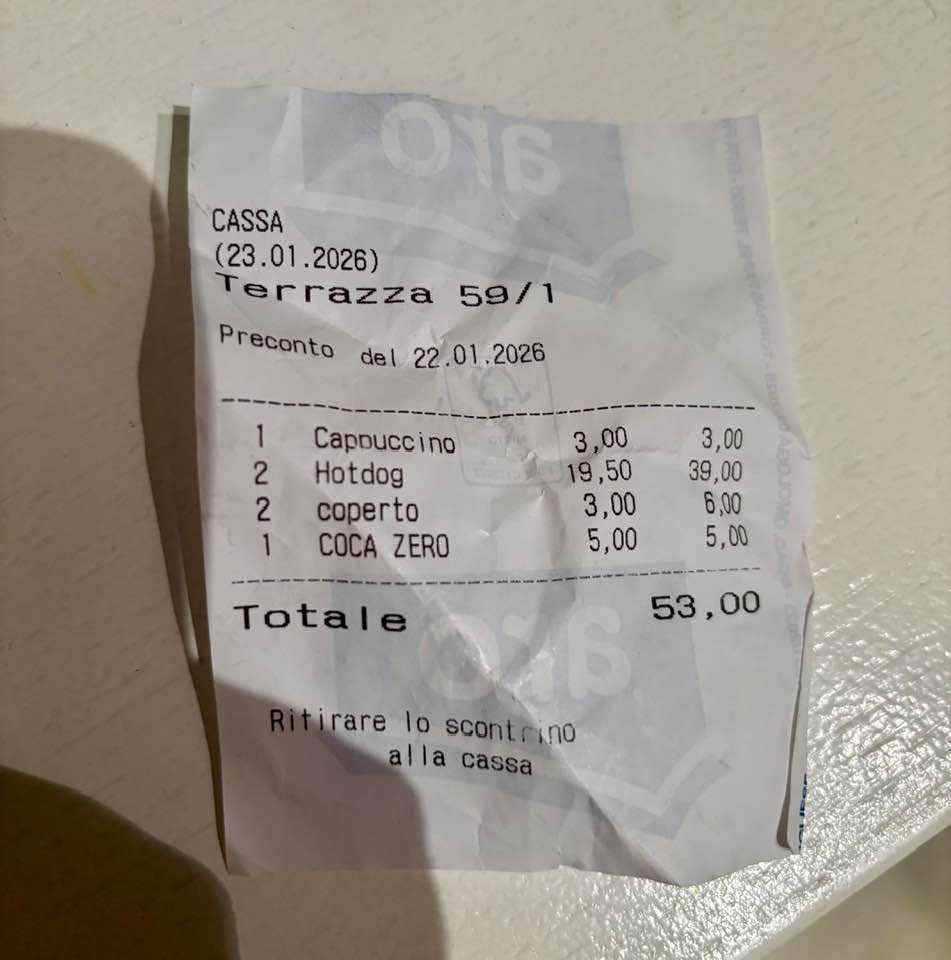 CASSA
(23.01.2026)
Terrazza 59/1
Preconto del 22.01.2026
1 Cappuccino 3,00 3,00
2 Hotdog 19,50 39,00
2 coperto 3,00 6,00
1 COCA ZERO 5,00 5,00
Totale 53,00
Ritirare lo scontrino
alla cassa
aro
aro